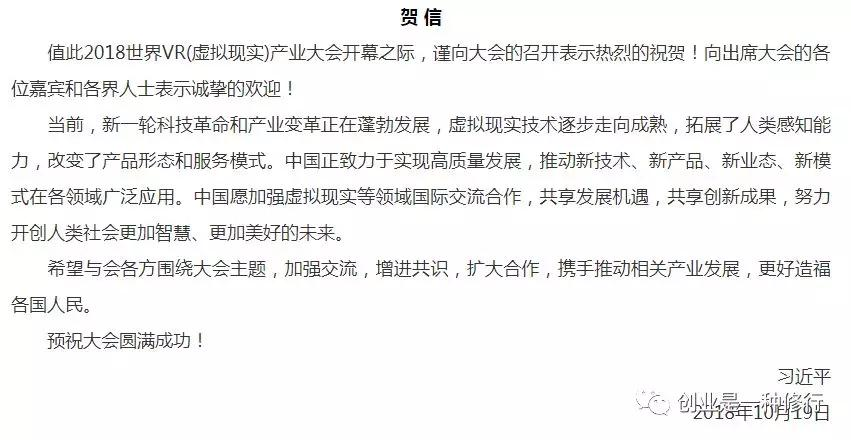 贺 信
值此2018世界VR(虚拟现实)产业大会开幕之际，谨向大会的召开表示热烈的祝贺！向出席大会的各
位嘉宾和各界人士表示诚挚的欢迎！
当前，新一轮科技革命和产业变革正在蓬勃发展，虚拟现实技术逐步走向成熟，拓展了人类感知能
力，改变了产品形态和服务模式。中国正致力于实现高质量发展，推动新技术、新产品、新业态、新模
式在各领域广泛应用。中国愿加强虚拟现实等领域国际交流合作，共享发展机遇，共享创新成果，努力
开创人类社会更加智慧、更加美好的未来。
希望与会各方围绕大会主题，加强交流，增进共识，扩大合作，携手推动相关产业发展，更好造福
各国人民。
预祝大会圆满成功！
习近平
创业是一种修行
2018年10月19日